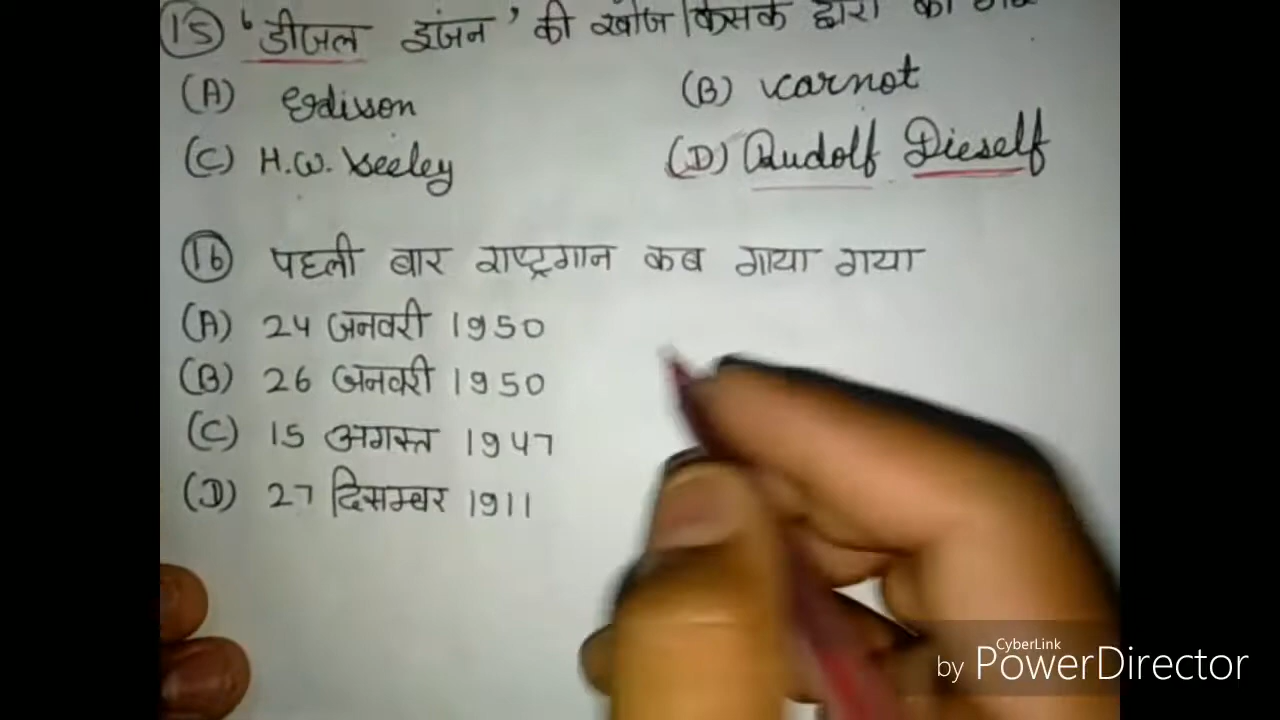 15 'डीजल इंजन' की खोज किसके द्वारा की
(A) Edison (B) Carnot
(C) H.W. Seeley (D) Rudolf Dieself
16 पहली बार राष्ट्रगान कब गाया गया
(A) 24 जनवरी 1950
(B) 26 जनवरी 1950
(C) 15 अगस्त 1947
(D) 27 दिसम्बर 1911
CyberLink
by PowerDirector